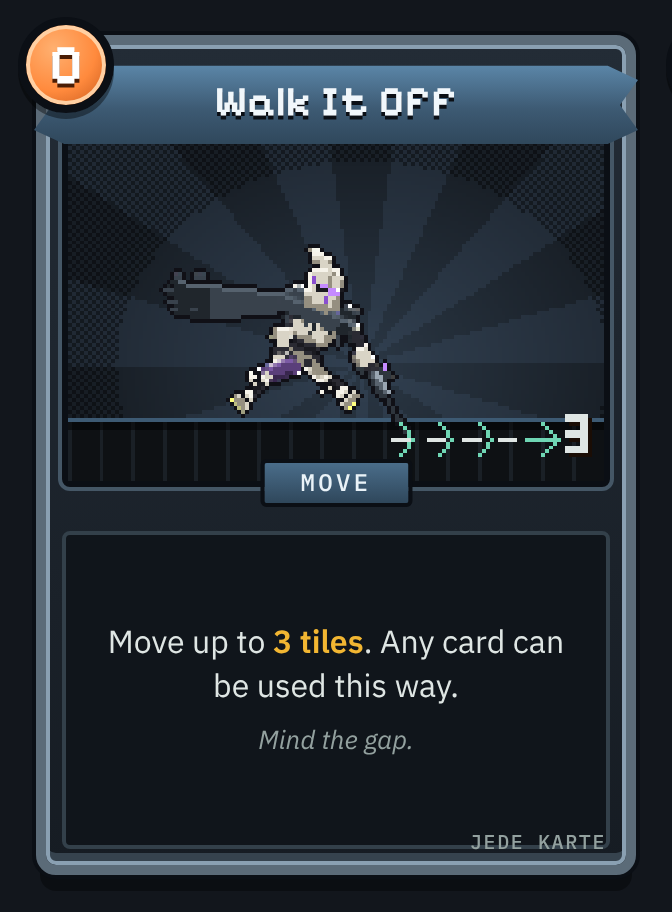 0
Walk It Off
3
MOVE
Move up to 3 tiles. Any card can
be used this way.
Mind the gap.
JEDE KARTE